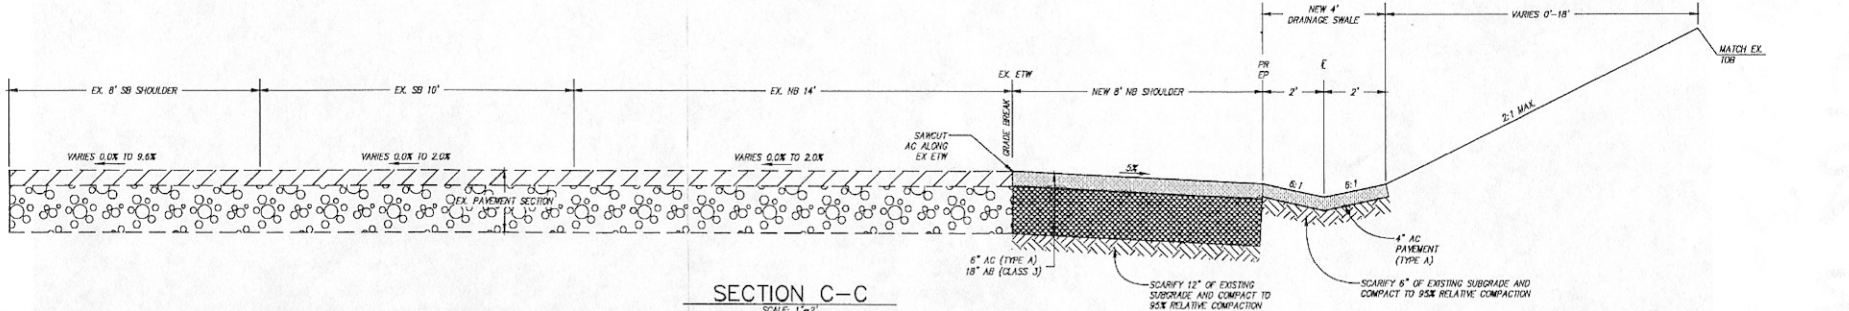 NEW 4'
DRAINAGE SWALE
VARIES 0'-18'
MATCH EX.
TOB
EX. 8' SB SHOULDER
EX. SB 10'
EX. NB 14'
EX. ETW
NEW 8' NB SHOULDER
PR
EP
℄
2'
2'
GRADE BREAK
SAWCUT
AC ALONG
EX ETW
2:1 MAX.
VARIES 0.0% TO 9.6%
VARIES 0.0% TO 2.0%
VARIES 0.0% TO 2.0%
5%
6:1
6:1
EX. PAVEMENT SECTION
6" AC (TYPE A)
18" AB (CLASS 3)
4" AC
PAVEMENT
(TYPE A)
SCARIFY 12" OF EXISTING
SUBGRADE AND COMPACT TO
95% RELATIVE COMPACTION
SCARIFY 6" OF EXISTING SUBGRADE AND
COMPACT TO 95% RELATIVE COMPACTION
SECTION C-C
SCALE: 1"=2'